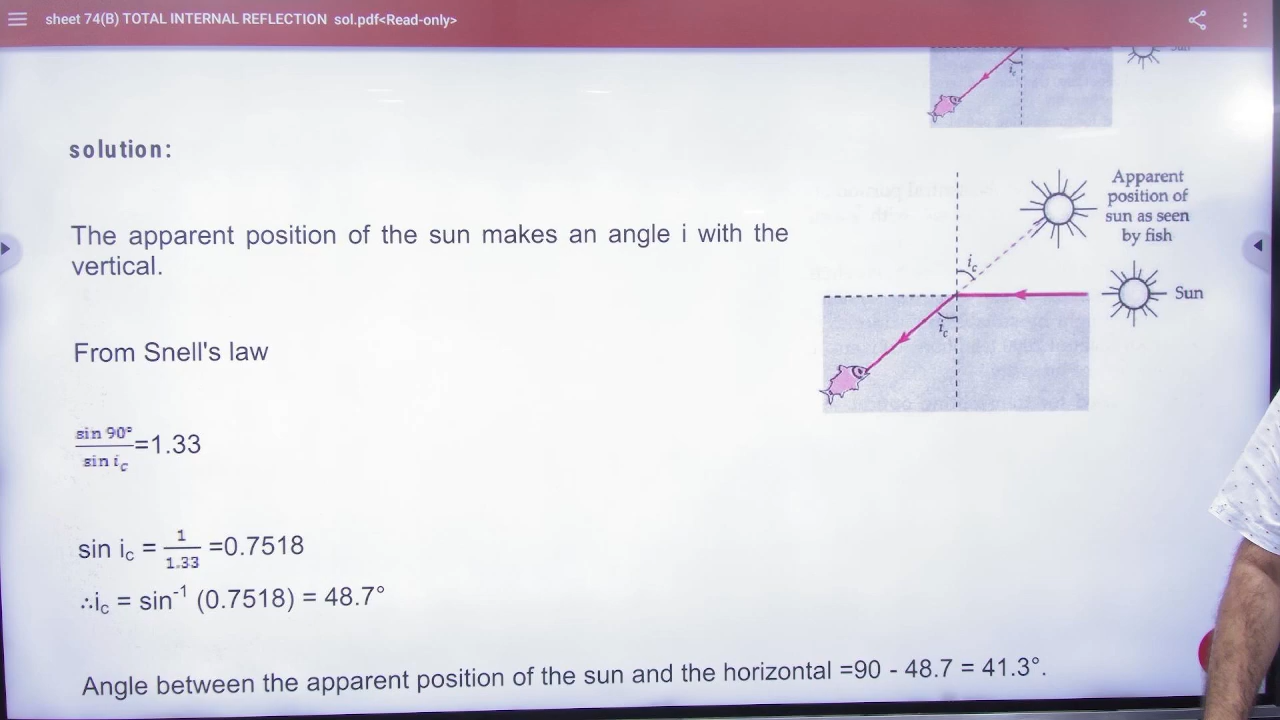 sheet 74(B) TOTAL INTERNAL REFLECTION sol.pdf<Read-only>
Sun
i_c
solution:
Apparent
position of
sun as seen
by fish
The apparent position of the sun makes an angle i with the
vertical.
i_c
Sun
i_c
From Snell's law
sin 90°/sin i_c=1.33
sin i_c = 1/1.33 =0.7518
∴i_c = sin⁻¹ (0.7518) = 48.7°
Angle between the apparent position of the sun and the horizontal =90 - 48.7 = 41.3°.